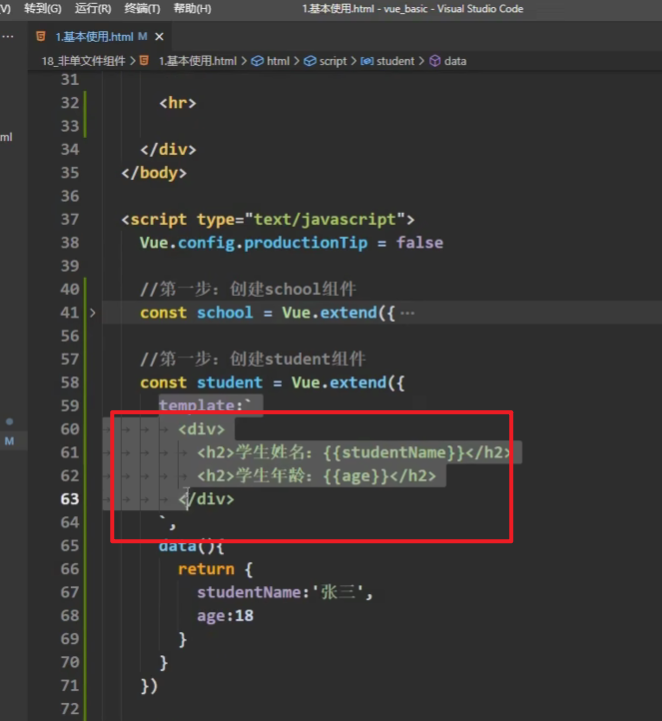 V) 转到(G) 运行(R) 终端(T) 帮助(H) 1.基本使用.html - vue_basic - Visual Studio Code
··· 1.基本使用.html M ×
18_非单文件组件 > 1.基本使用.html > html > script > student > data
31
32 <hr>
ml
33
34 </div>
35 </body>
36
37 <script type="text/javascript">
38 Vue.config.productionTip = false
39
40 //第一步：创建school组件
41 > const school = Vue.extend({ ···
56
57 //第一步：创建student组件
58 const student = Vue.extend({
59 template:`
60 <div>
M
61 <h2>学生姓名：{{studentName}}</h2>
62 <h2>学生年龄：{{age}}</h2>
63 </div>
64 `,
65 data(){
66 return {
67 studentName:'张三',
68 age:18
69 }
70 }
71 })
72